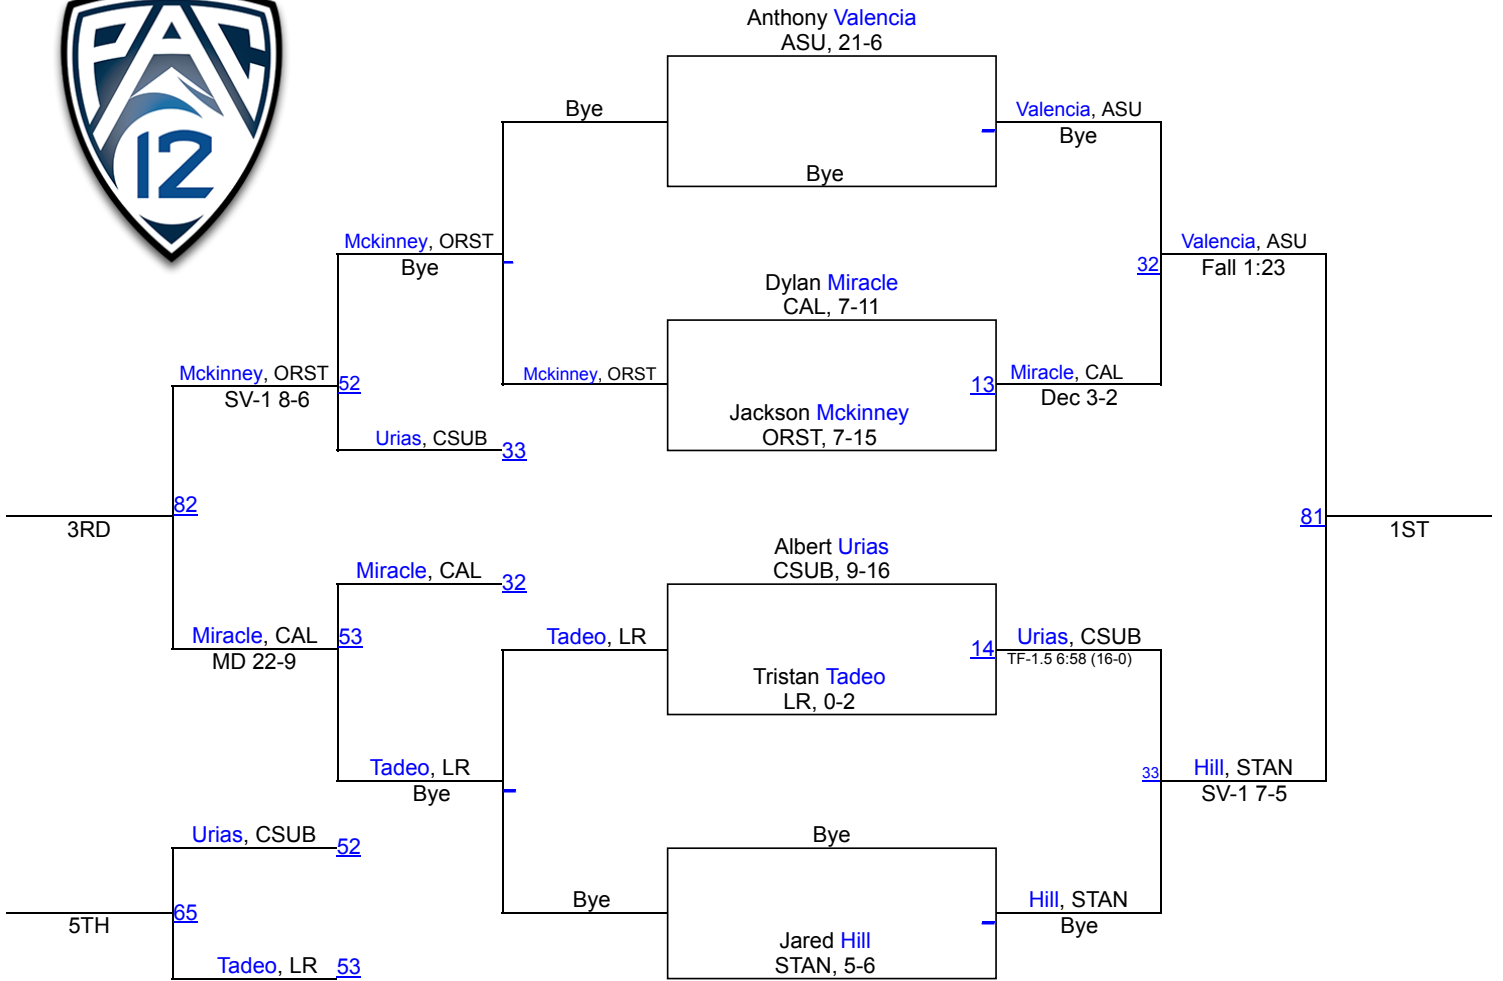 PAC
12
Anthony Valencia
ASU, 21-6
Bye
Valencia, ASU
Bye
Bye
Mckinney, ORST
Bye
Valencia, ASU
32
Fall 1:23
Dylan Miracle
CAL, 7-11
Mckinney, ORST
52
SV-1 8-6
Mckinney, ORST
13
Miracle, CAL
Dec 3-2
Jackson Mckinney
ORST, 7-15
Urias, CSUB
33
82
3RD
81
1ST
Albert Urias
CSUB, 9-16
Miracle, CAL
32
Miracle, CAL
53
MD 22-9
Tadeo, LR
14
Urias, CSUB
TF-1.5 6:58 (16-0)
Tristan Tadeo
LR, 0-2
Tadeo, LR
Bye
33
Hill, STAN
SV-1 7-5
Urias, CSUB
52
Bye
65
5TH
Bye
Hill, STAN
Bye
Jared Hill
STAN, 5-6
Tadeo, LR
53